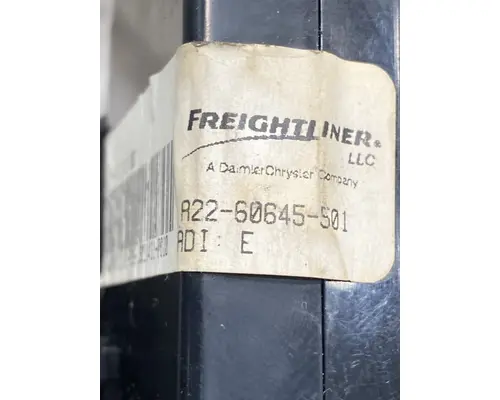 FREIGHTLINER
LLC
A DaimlerChrysler Company
A22-60645-501
ADI: E